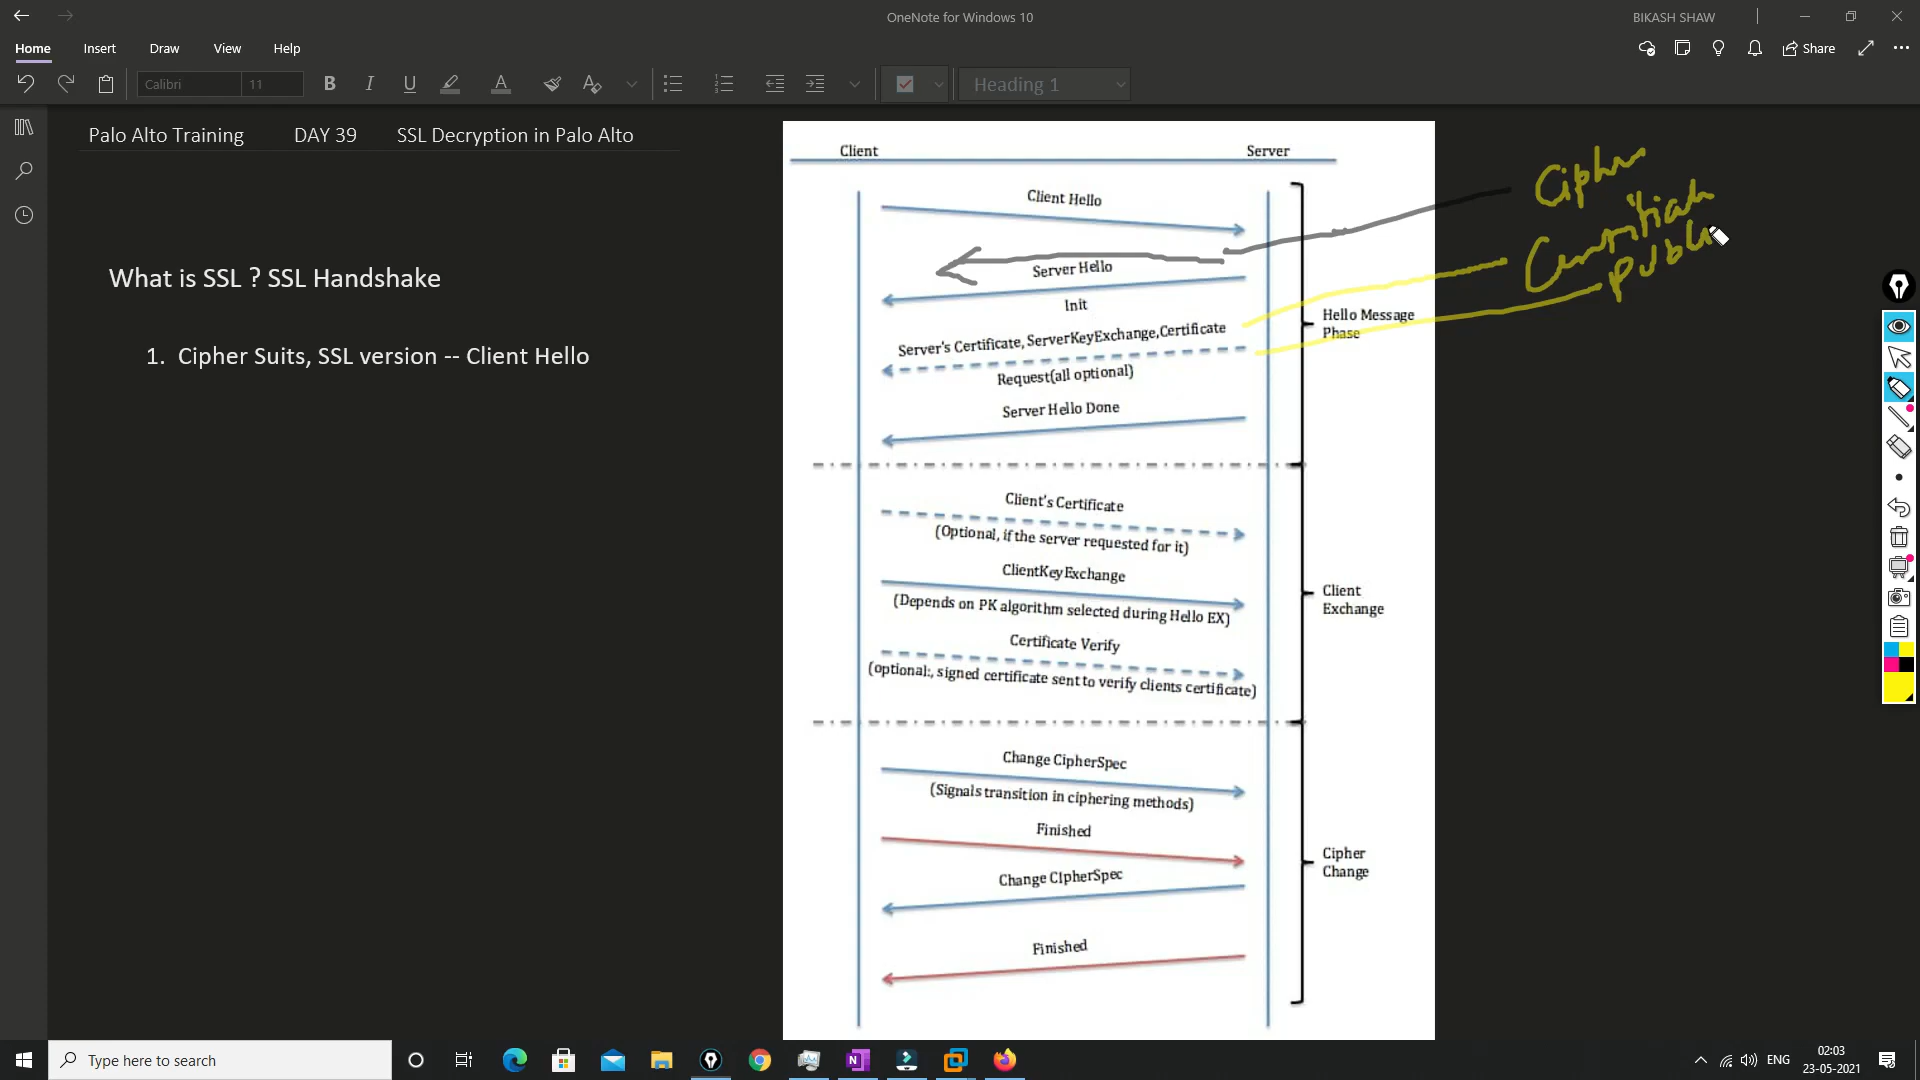 OneNote for Windows 10
BIKASH SHAW
Home Insert Draw View Help
Share
Calibri 11 B I U A Heading 1
Palo Alto Training DAY 39 SSL Decryption in Palo Alto
What is SSL ? SSL Handshake
1. Cipher Suits, SSL version -- Client Hello
Client Server
Client Hello
Server Hello
Init
Server's Certificate, ServerKeyExchange,Certificate
Request(all optional)
Server Hello Done
Hello Message
Phase
Cipher
Client's Certificate
(Optional, if the server requested for it)
ClientKeyExchange
(Depends on PK algorithm selected during Hello EX)
Certificate Verify
(optional:, signed certificate sent to verify clients certificate)
Client
Exchange
Change CipherSpec
(Signals transition in ciphering methods)
Finished
Change CipherSpec
Finished
Cipher
Change
Type here to search
ENG
02:03
23-05-2021